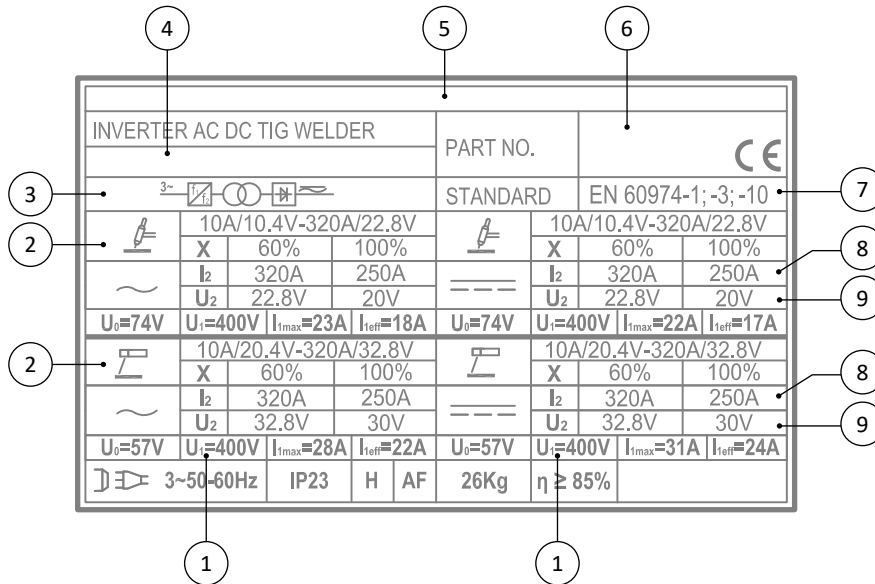 4
5
6
INVERTER AC DC TIG WELDER
PART NO.
CE
3
3~ f1 f2
STANDARD
EN 60974-1; -3; -10
7
2
10A/10.4V-320A/22.8V
10A/10.4V-320A/22.8V
X 60% 100%
X 60% 100%
I2 320A 250A
I2 320A 250A
8
U2 22.8V 20V
U2 22.8V 20V
9
U0=74V U1=400V I1max=23A I1eff=18A
U0=74V U1=400V I1max=22A I1eff=17A
2
10A/20.4V-320A/32.8V
10A/20.4V-320A/32.8V
X 60% 100%
X 60% 100%
I2 320A 250A
I2 320A 250A
8
U2 32.8V 30V
U2 32.8V 30V
9
U0=57V U1=400V I1max=28A I1eff=22A
U0=57V U1=400V I1max=31A I1eff=24A
3~50-60Hz IP23 H AF 26Kg η ≥ 85%
1
1